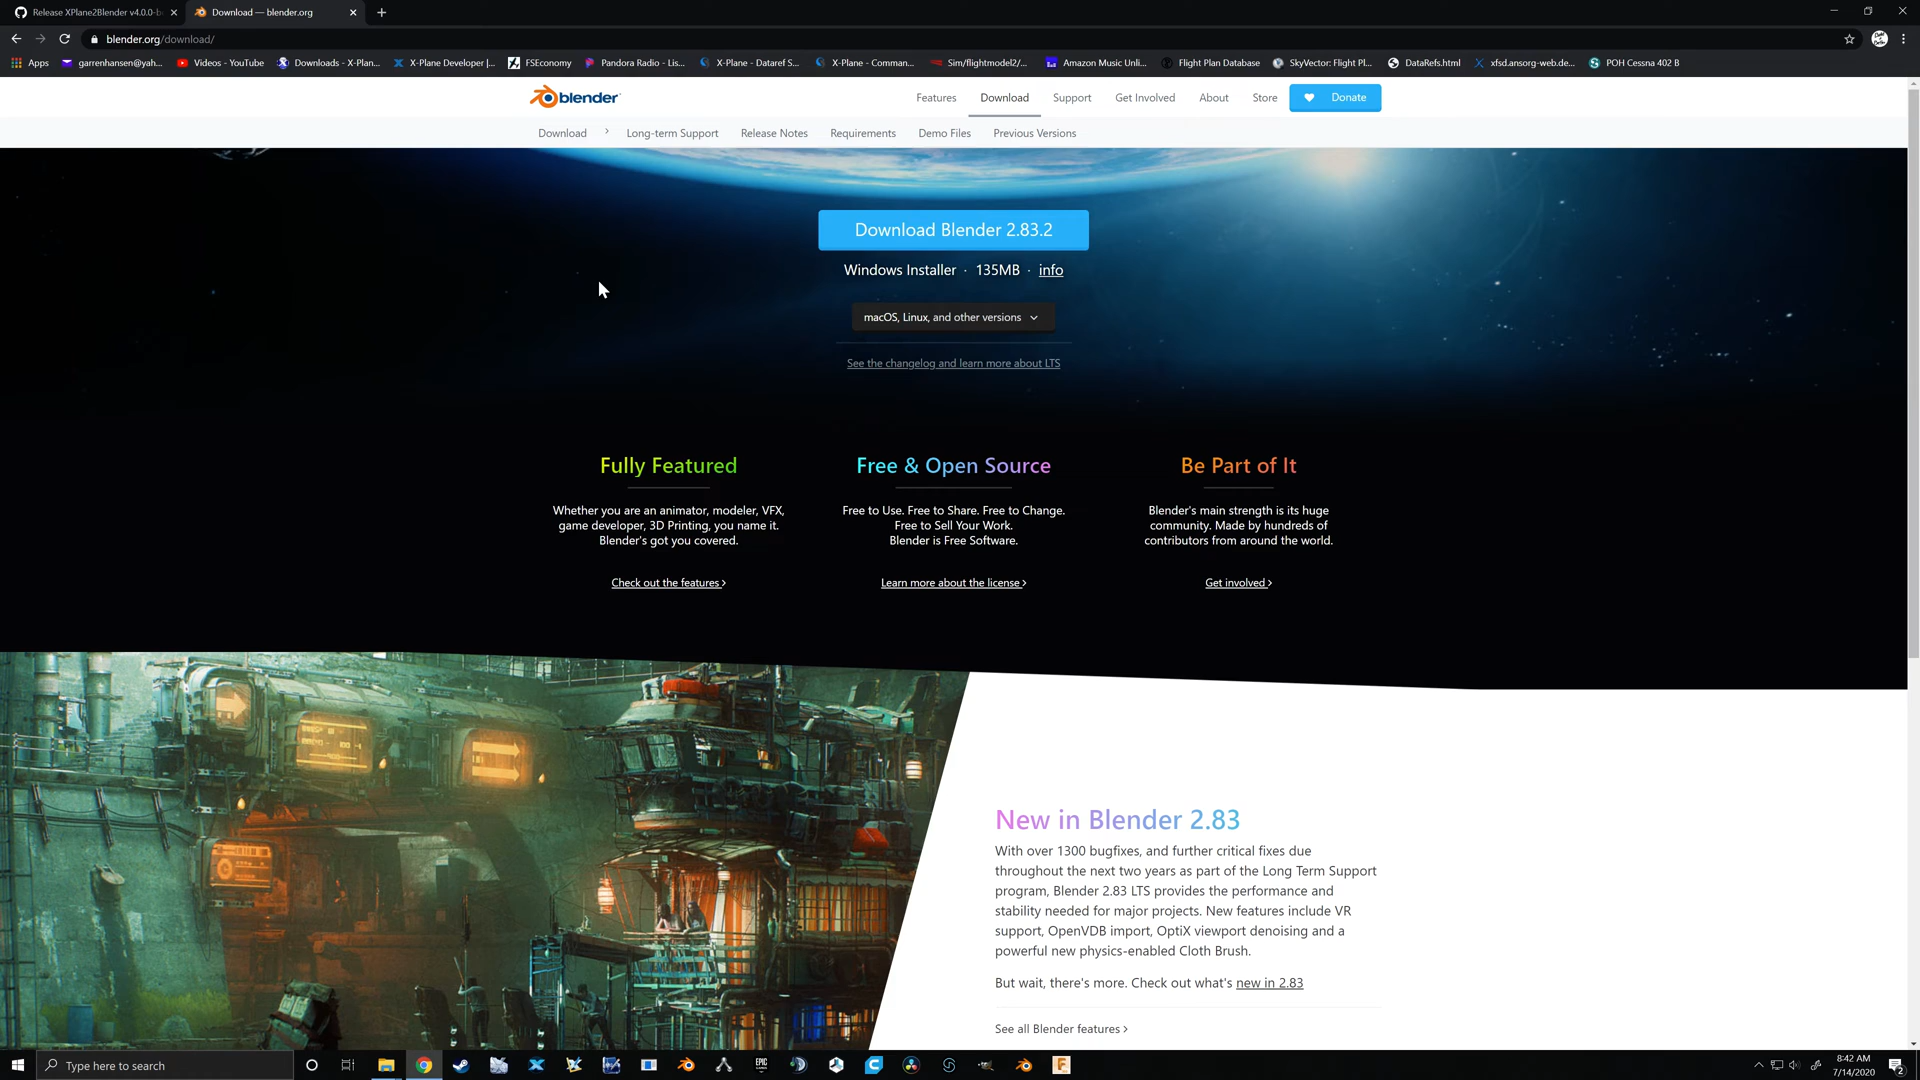 Release XPlane2Blender v4.0.0-be
Download — blender.org
blender.org/download/
Apps
garrenhansen@yah...
Videos - YouTube
Downloads - X-Plan...
X-Plane Developer |...
FSEconomy
Pandora Radio - Lis...
X-Plane - Dataref S...
X-Plane - Comman...
Sim/flightmodel2/...
Amazon Music Unli...
Flight Plan Database
SkyVector: Flight Pl...
DataRefs.html
xfsd.ansorg-web.de...
POH Cessna 402 B
blender
Features
Download
Support
Get Involved
About
Store
Donate
Download
Long-term Support
Release Notes
Requirements
Demo Files
Previous Versions
Download Blender 2.83.2
Windows Installer · 135MB · info
macOS, Linux, and other versions
See the changelog and learn more about LTS
Fully Featured
Whether you are an animator, modeler, VFX,
game developer, 3D Printing, you name it.
Blender's got you covered.
Check out the features ›
Free & Open Source
Free to Use. Free to Share. Free to Change.
Free to Sell Your Work.
Blender is Free Software.
Learn more about the license ›
Be Part of It
Blender's main strength is its huge
community. Made by hundreds of
contributors from around the world.
Get involved ›
New in Blender 2.83
With over 1300 bugfixes, and further critical fixes due
throughout the next two years as part of the Long Term Support
program, Blender 2.83 LTS provides the performance and
stability needed for major projects. New features include VR
support, OpenVDB import, OptiX viewport denoising and a
powerful new physics-enabled Cloth Brush.
But wait, there's more. Check out what's new in 2.83
See all Blender features ›
Type here to search
EPIC
8:42 AM
7/14/2020
2